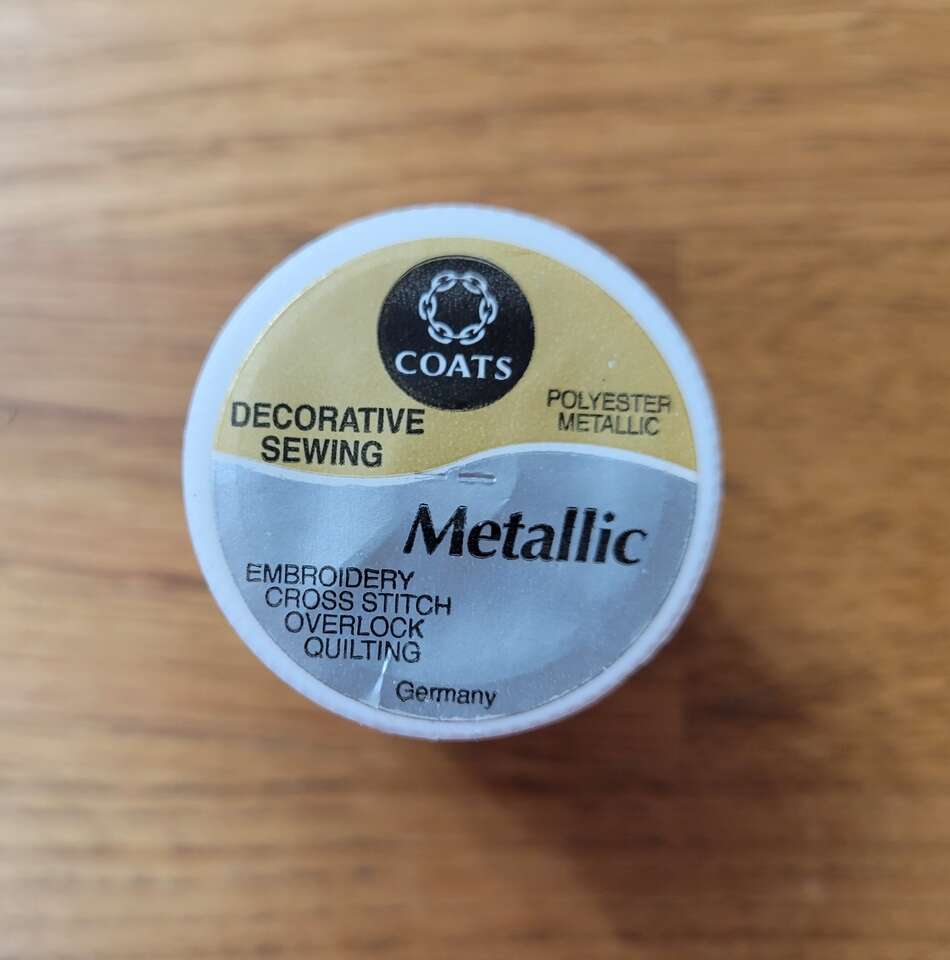 COATS
DECORATIVE
SEWING
POLYESTER
METALLIC
Metallic
EMBROIDERY
CROSS STITCH
OVERLOCK
QUILTING
Germany